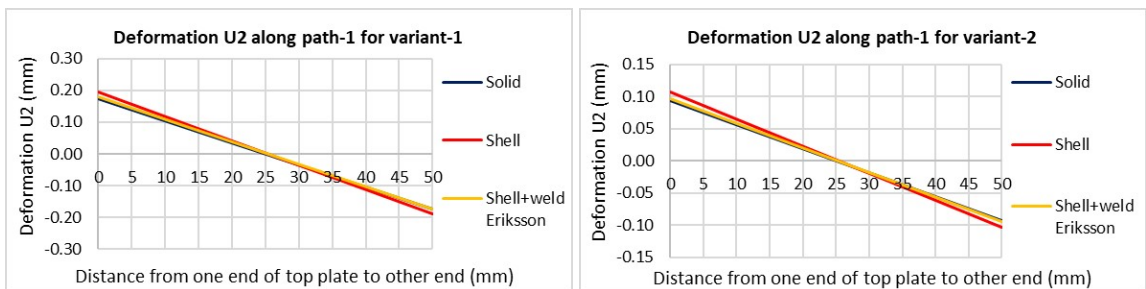 Deformation U2 along path-1 for variant-1
Deformation U2 (mm)
0.30
0.20
0.10
0.00
-0.10
-0.20
-0.30
0 5 10 15 20 25 30 35 40 45 50
Distance from one end of top plate to other end (mm)
Solid
Shell
Shell+weld
Eriksson
Deformation U2 along path-1 for variant-2
Deformation U2 (mm)
0.15
0.10
0.05
0.00
-0.05
-0.10
-0.15
0 5 10 15 20 25 30 35 40 45 50
Distance from one end of top plate to other end (mm)
Solid
Shell
Shell+weld
Eriksson